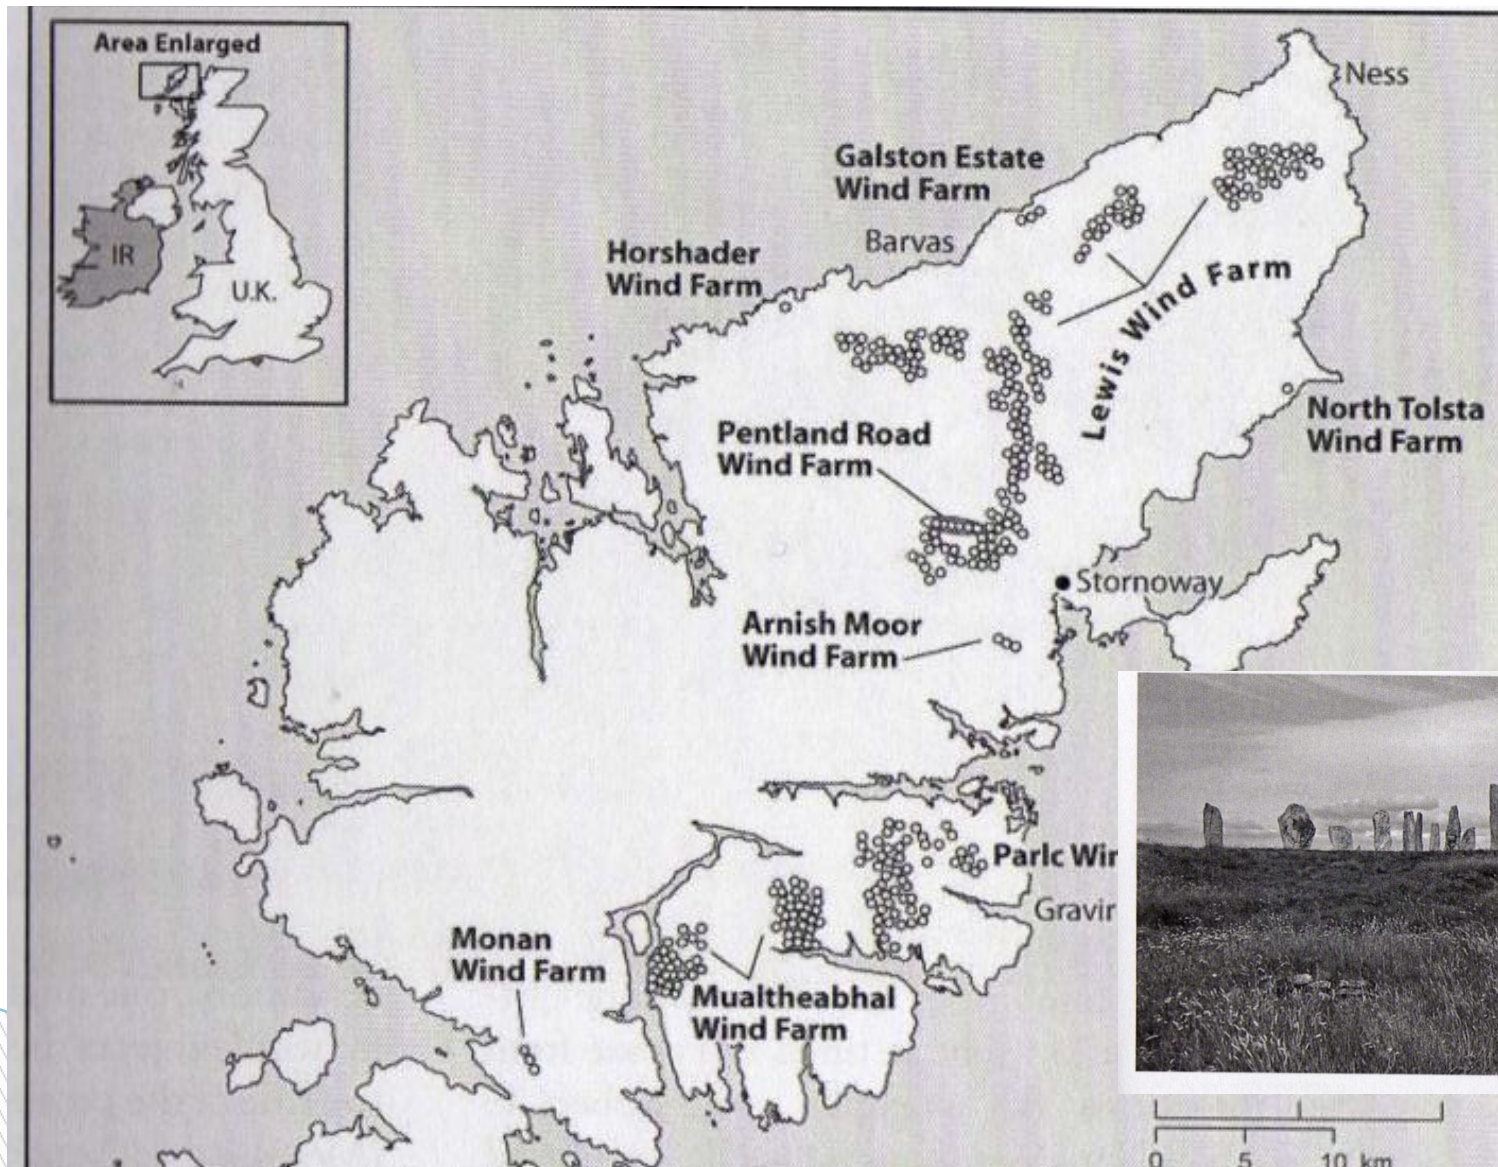 Area Enlarged
IR
U.K.
Ness
Galston Estate
Wind Farm
Barvas
Horshader
Wind Farm
Lewis Wind Farm
North Tolsta
Wind Farm
Pentland Road
Wind Farm
Stornoway
Arnish Moor
Wind Farm
Gravir
Monan
Wind Farm
Mualtheabhal
Wind Farm
0 5 10 km